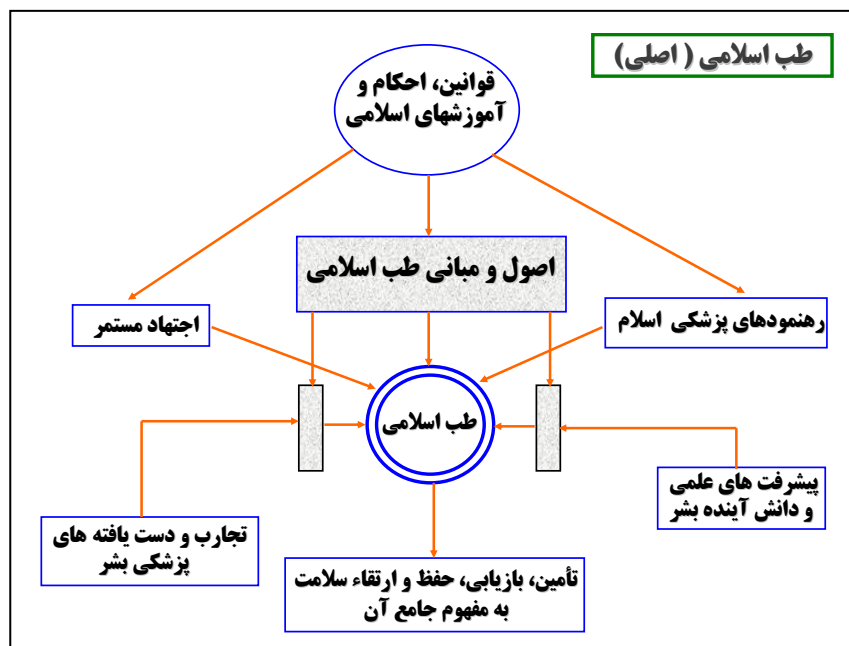 طب اسلامی ( اصلی)
قوانین، احکام و
آموزشهای اسلامی
اصول و مبانی طب اسلامی
رهنمودهای پزشکی اسلام
اجتهاد مستمر
طب اسلامی
پیشرفت های علمی
و دانش آینده بشر
تجارب و دست یافته های
پزشکی بشر
تأمین، بازیابی، حفظ و ارتقاء سلامت
به مفهوم جامع آن